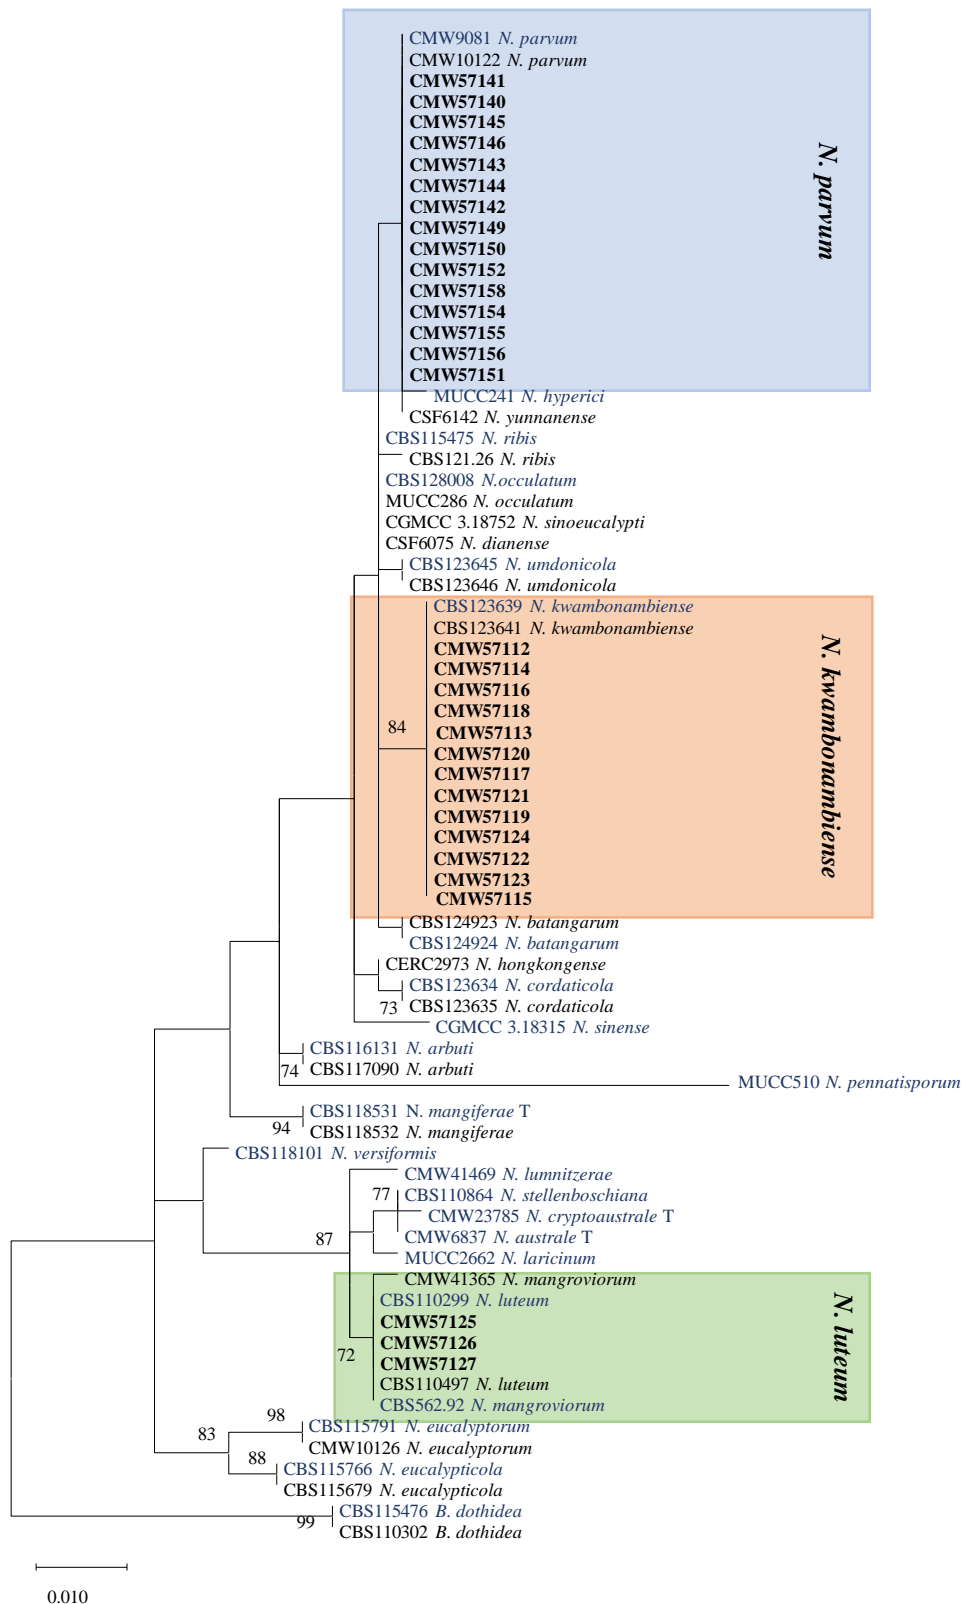 CMW9081 N. parvum
CMW10122 N. parvum
CMW57141
CMW57140
CMW57145
CMW57146
CMW57143
CMW57144
CMW57142
CMW57149
CMW57150
CMW57152
CMW57158
CMW57154
CMW57155
CMW57156
CMW57151
N. parvum
MUCC241 N. hyperici
CSF6142 N. yunnanense
CBS115475 N. ribis
CBS121.26 N. ribis
CBS128008 N.occulatum
MUCC286 N. occulatum
CGMCC 3.18752 N. sinoeucalypti
CSF6075 N. dianense
CBS123645 N. umdonicola
CBS123646 N. umdonicola
CBS123639 N. kwambonambiense
CBS123641 N. kwambonambiense
CMW57112
CMW57114
CMW57116
CMW57118
84
CMW57113
CMW57120
CMW57117
CMW57121
CMW57119
CMW57124
CMW57122
CMW57123
CMW57115
N. kwambonambiense
CBS124923 N. batangarum
CBS124924 N. batangarum
CERC2973 N. hongkongense
CBS123634 N. cordaticola
73 CBS123635 N. cordaticola
CGMCC 3.18315 N. sinense
CBS116131 N. arbuti
74 CBS117090 N. arbuti
MUCC510 N. pennatisporum
CBS118531 N. mangiferae T
94 CBS118532 N. mangiferae
CBS118101 N. versiformis
CMW41469 N. lumnitzerae
77 CBS110864 N. stellenboschiana
CMW23785 N. cryptoaustrale T
87 CMW6837 N. australe T
MUCC2662 N. laricinum
CMW41365 N. mangroviorum
CBS110299 N. luteum
CMW57125
CMW57126
72 CMW57127
CBS110497 N. luteum
CBS562.92 N. mangroviorum
N. luteum
98
83 CBS115791 N. eucalyptorum
CMW10126 N. eucalyptorum
88
CBS115766 N. eucalypticola
CBS115679 N. eucalypticola
CBS115476 B. dothidea
99 CBS110302 B. dothidea
0.010